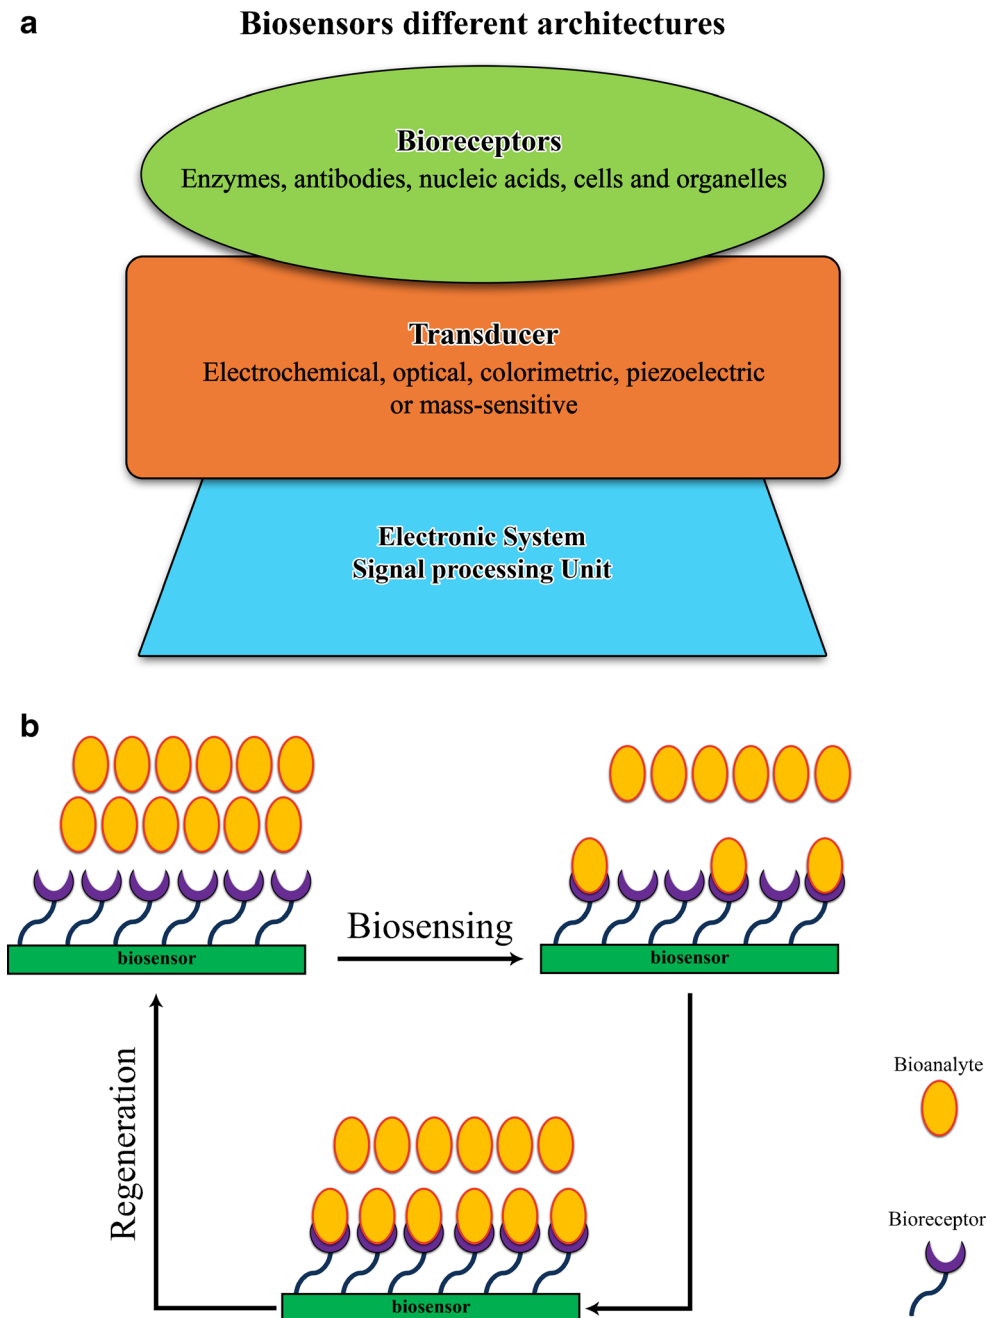 a
Biosensors different architectures
Bioreceptors
Enzymes, antibodies, nucleic acids, cells and organelles
Transducer
Electrochemical, optical, colorimetric, piezoelectric
or mass-sensitive
Electronic System
Signal processing Unit
b
biosensor
Biosensing
biosensor
Regeneration
biosensor
Bioanalyte
Bioreceptor